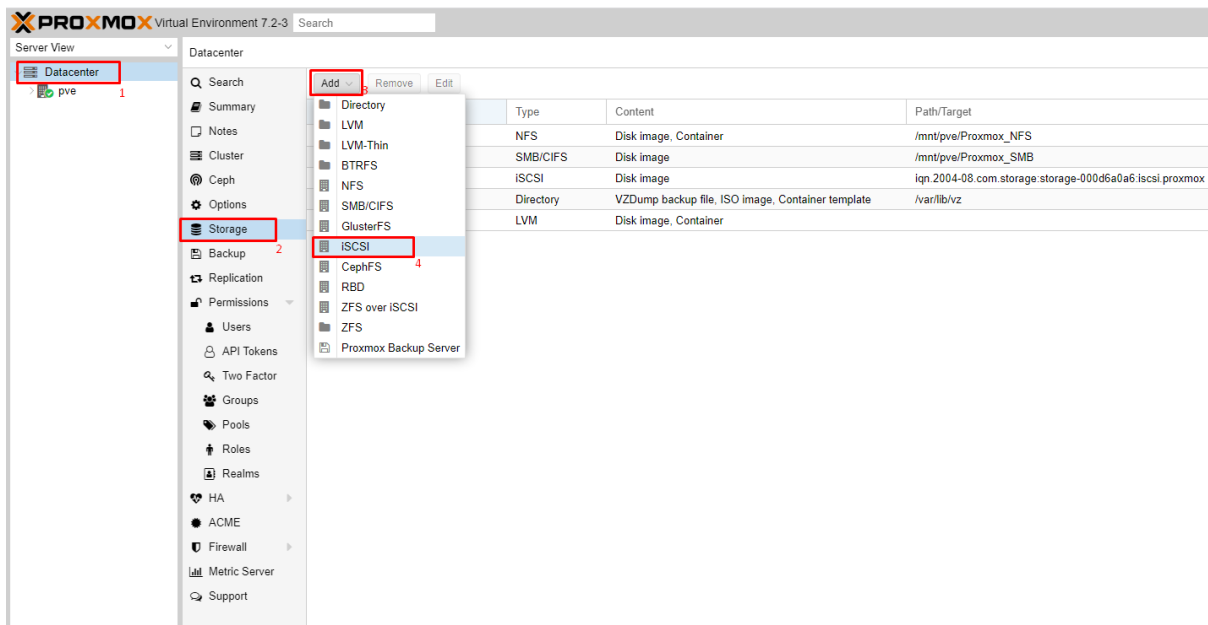 PROXMOX Virtual Environment 7.2-3 Search
Server View
Datacenter
1
pve
Datacenter
Search
Summary
Notes
Cluster
Ceph
Options
Storage
2
Backup
Replication
Permissions
Users
API Tokens
Two Factor
Groups
Pools
Roles
Realms
HA
ACME
Firewall
Metric Server
Support
Add Remove Edit
3
Directory
LVM
LVM-Thin
BTRFS
NFS
SMB/CIFS
GlusterFS
iSCSI
4
CephFS
RBD
ZFS over iSCSI
ZFS
Proxmox Backup Server
Type Content Path/Target
NFS Disk image, Container /mnt/pve/Proxmox_NFS
SMB/CIFS Disk image /mnt/pve/Proxmox_SMB
iSCSI Disk image iqn.2004-08.com.storage:storage-000d6a0a6:iscsi.proxmox
Directory VZDump backup file, ISO image, Container template /var/lib/vz
LVM Disk image, Container